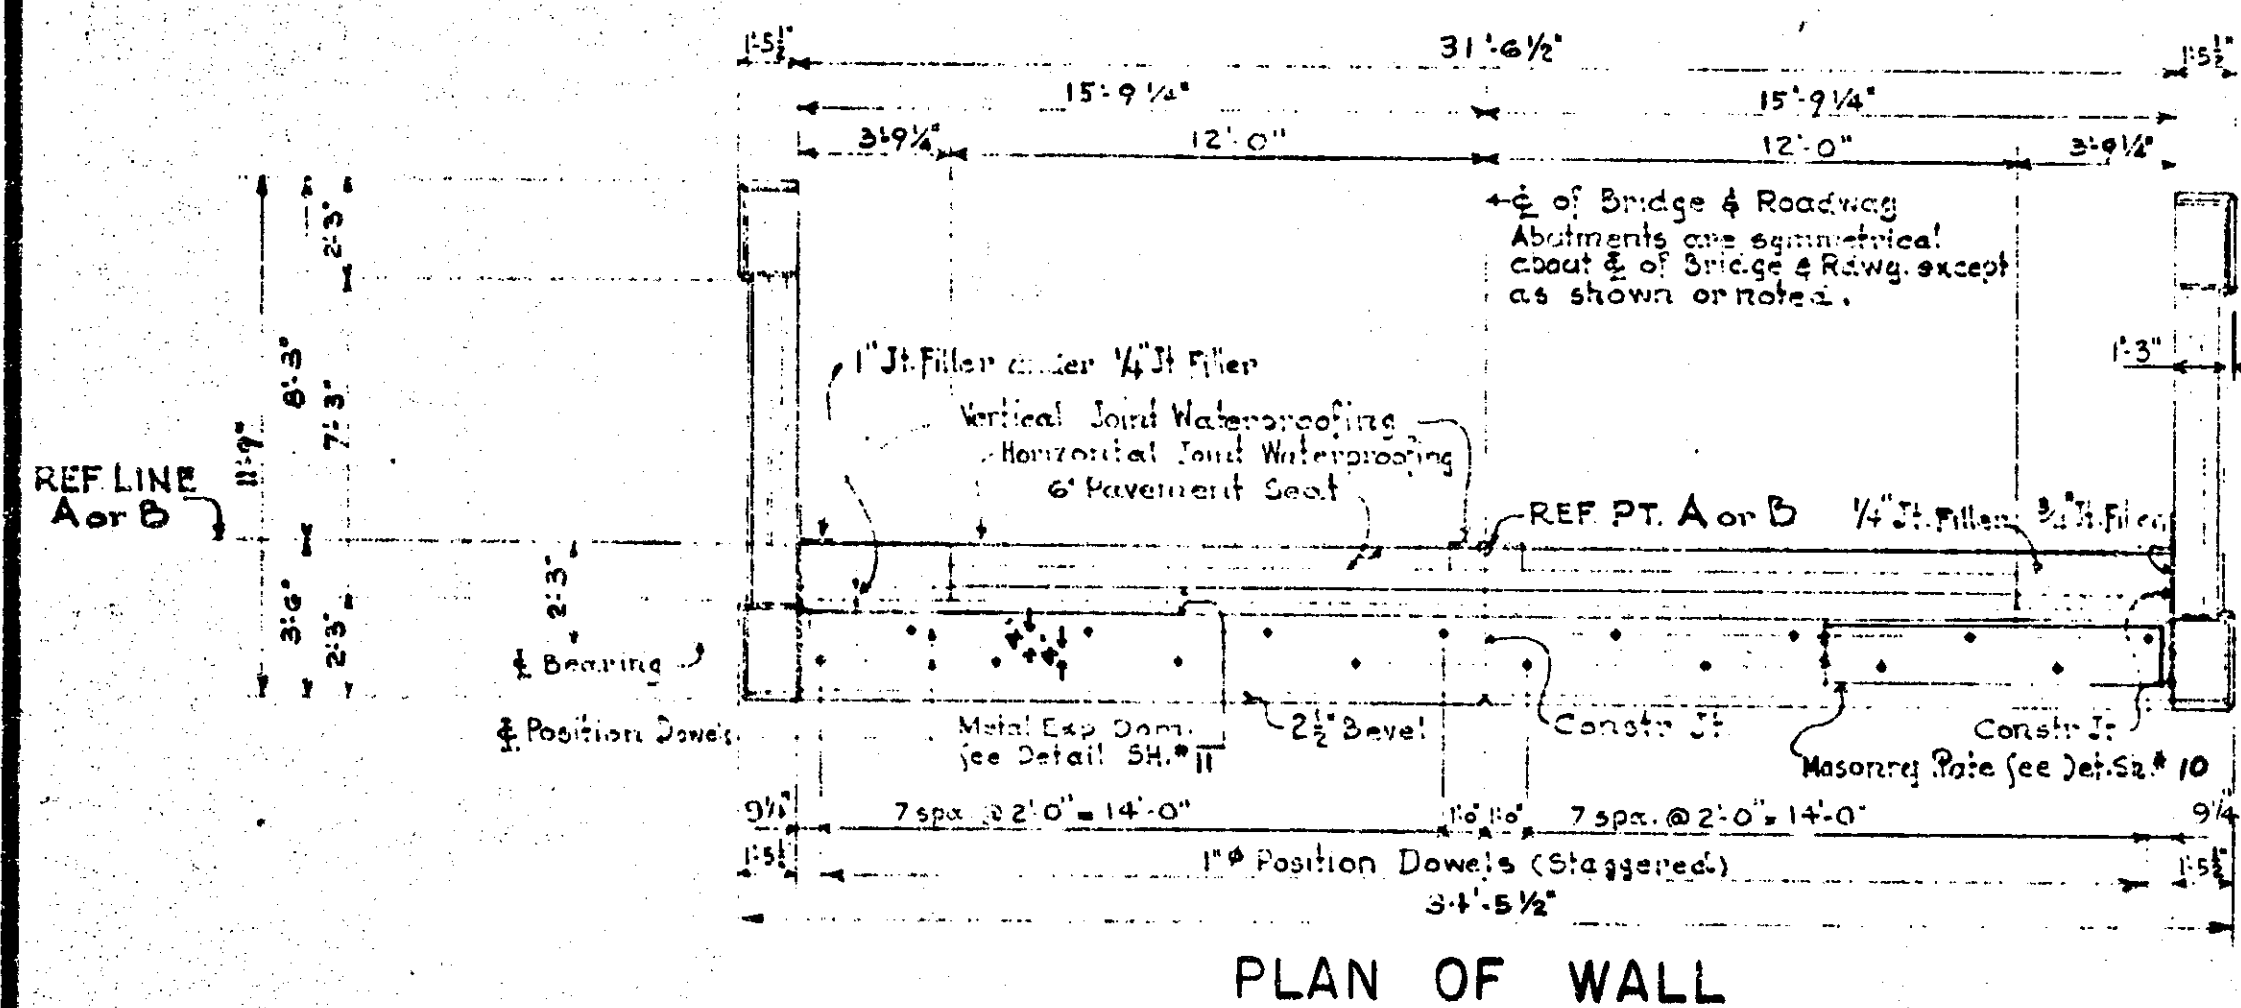 1'-5½" 31'-6½" 1'-5½"
15'-9¼" 15'-9¼"
3'-9¼" 12'-0" 12'-0" 3'-9¼"
℄ of Bridge & Roadway
Abutments are symmetrical
about ℄ of Bridge & Rdwy. except
as shown or noted.
2'-3"
8'-3"
7'-3"
11'-9"
1'-3"
1" Jt. Filler under ¼" Jt Filler
Vertical Joint Waterproofing
Horizontal Joint Waterproofing
6" Pavement Seat
REF. LINE
A or B
REF. PT. A or B ¼" Jt. Filler ¾" Jt. Filler
3'-6"
2'-3"
2'-3"
℄ Bearing
℄ Position Dowels
Metal Exp Dam.
See Detail SH.# 11
2½" Bevel
Constr Jt
Constr Jt
Masonry Plate See Det. Sh.# 10
9¼" 7 spa. @ 2'-0" = 14'-0" 1'-0" 1'-0" 7 spa. @ 2'-0" = 14'-0" 9¼
1'-5½" 1"ϕ Position Dowels (Staggered) 1'-5½"
34'-5½"
PLAN OF WALL